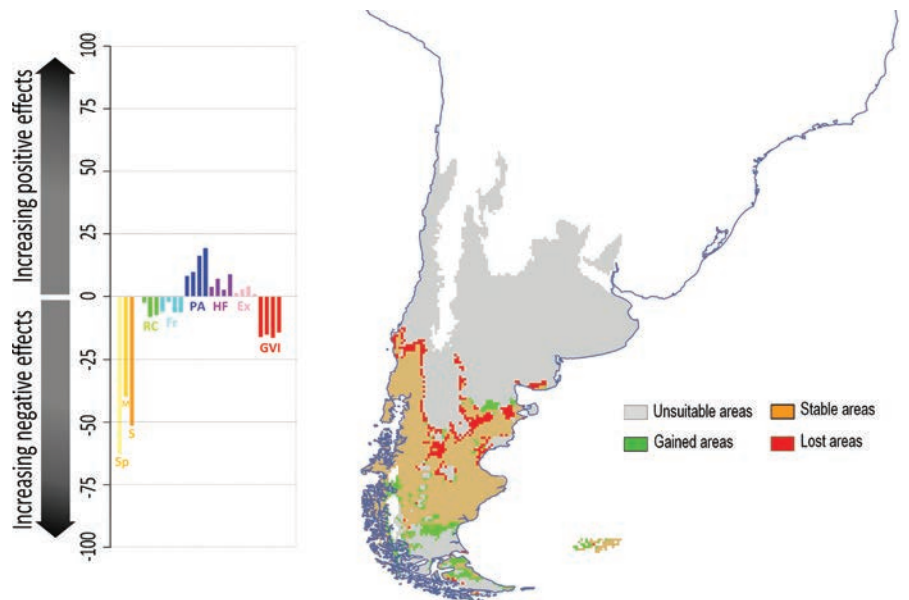 Increasing positive effects
Increasing negative effects
100
75
50
25
0
-25
-50
-75
-100
PA
HF
Ex
RC
Fr
GVI
M
S
Sp
Unsuitable areas
Stable areas
Gained areas
Lost areas